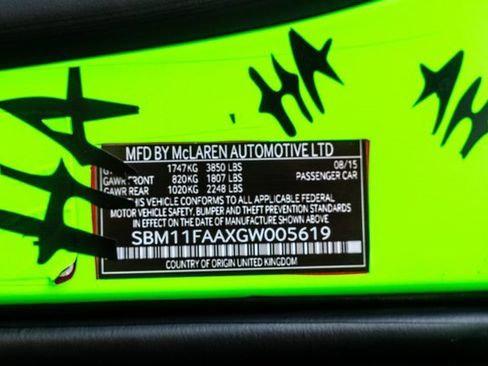 HA HA HA
MFD BY McLAREN AUTOMOTIVE LTD
1747KG 3850 LBS 08/15
GAWR FRONT 820KG 1807 LBS PASSENGER CAR
GAWR REAR 1020KG 2248 LBS
THIS VEHICLE CONFORMS TO ALL APPLICABLE FEDERAL
MOTOR VEHICLE SAFETY, BUMPER AND THEFT PREVENTION STANDARDS
IN EFFECT ON THE DATE OF MANUFACTURE SHOWN ABOVE
SBM11FAAXGW005619
COUNTRY OF ORIGIN UNITED KINGDOM